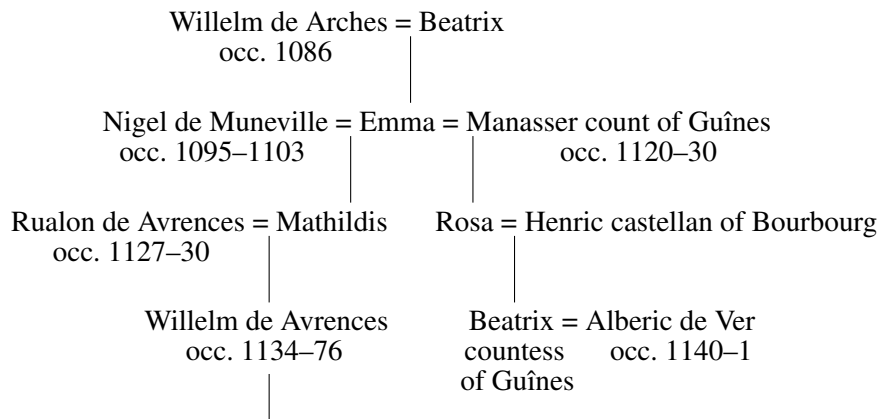 Willelm de Arches = Beatrix
occ. 1086
Nigel de Muneville = Emma = Manasser count of Guînes
occ. 1095–1103 occ. 1120–30
Rualon de Avrences = Mathildis Rosa = Henric castellan of Bourbourg
occ. 1127–30
Willelm de Avrences Beatrix = Alberic de Ver
occ. 1134–76 countess occ. 1140–1
of Guînes